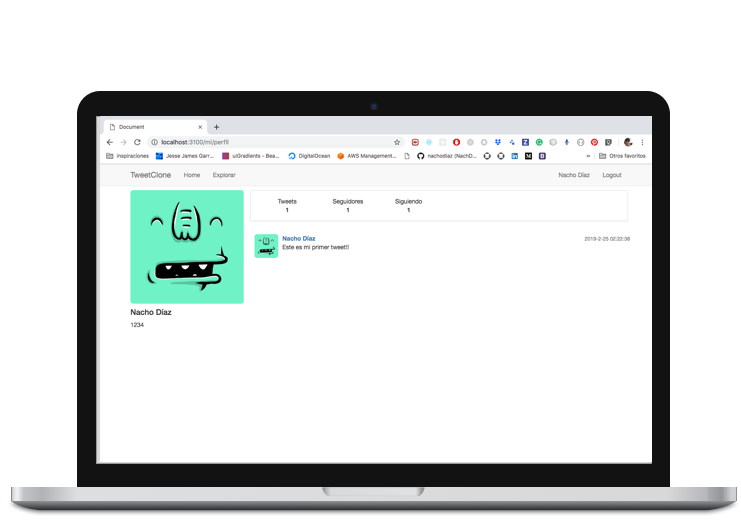 Document
localhost:3100/mi/perfil
inspiraciones
Jesse James Garr...
uiGradients - Bea...
DigitalOcean
AWS Management...
nachodiaz (NachD...
Otros favoritos
TweetClone
Home
Explorar
Nacho Díaz
Logout
Tweets
Seguidores
Siguiendo
1
1
1
Nacho Díaz
2019-2-25 02:22:38
Este es mi primer tweet!!
Nacho Díaz
1234